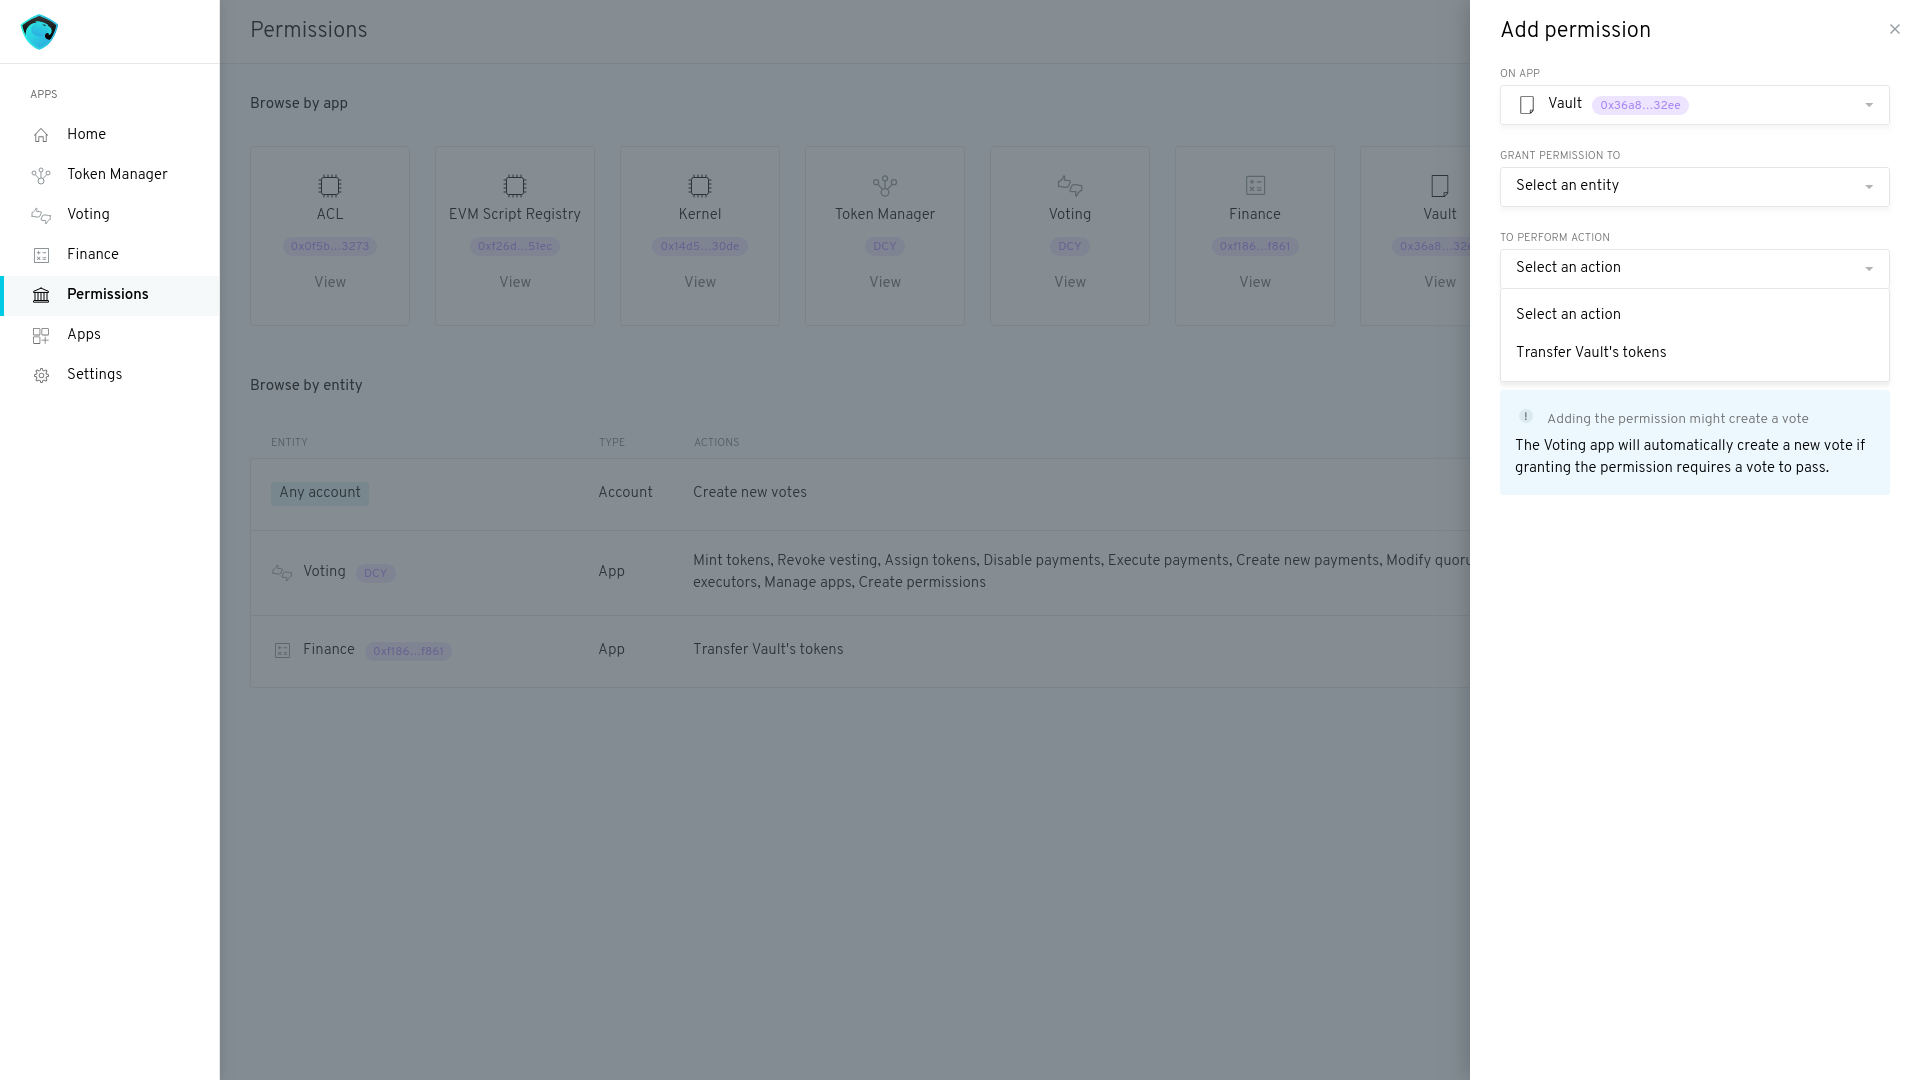 APPS
Home
Token Manager
Voting
Finance
Permissions
Apps
Settings
Permissions
Browse by app
ACL
0x0f5b...3273
View
EVM Script Registry
0xf26d...51ec
View
Kernel
0x14d5...30de
View
Token Manager
DCY
View
Voting
DCY
View
Finance
0xf186...f861
View
Vault
0x36a8...32
View
Browse by entity
ENTITY TYPE ACTIONS
Any account Account Create new votes
Voting DCY App Mint tokens, Revoke vesting, Assign tokens, Disable payments, Execute payments, Create new payments, Modify quoru
executors, Manage apps, Create permissions
Finance 0xf186...f861 App Transfer Vault's tokens
Add permission
ON APP
Vault 0x36a8...32ee
GRANT PERMISSION TO
Select an entity
TO PERFORM ACTION
Select an action
Select an action
Transfer Vault's tokens
! Adding the permission might create a vote
The Voting app will automatically create a new vote if
granting the permission requires a vote to pass.